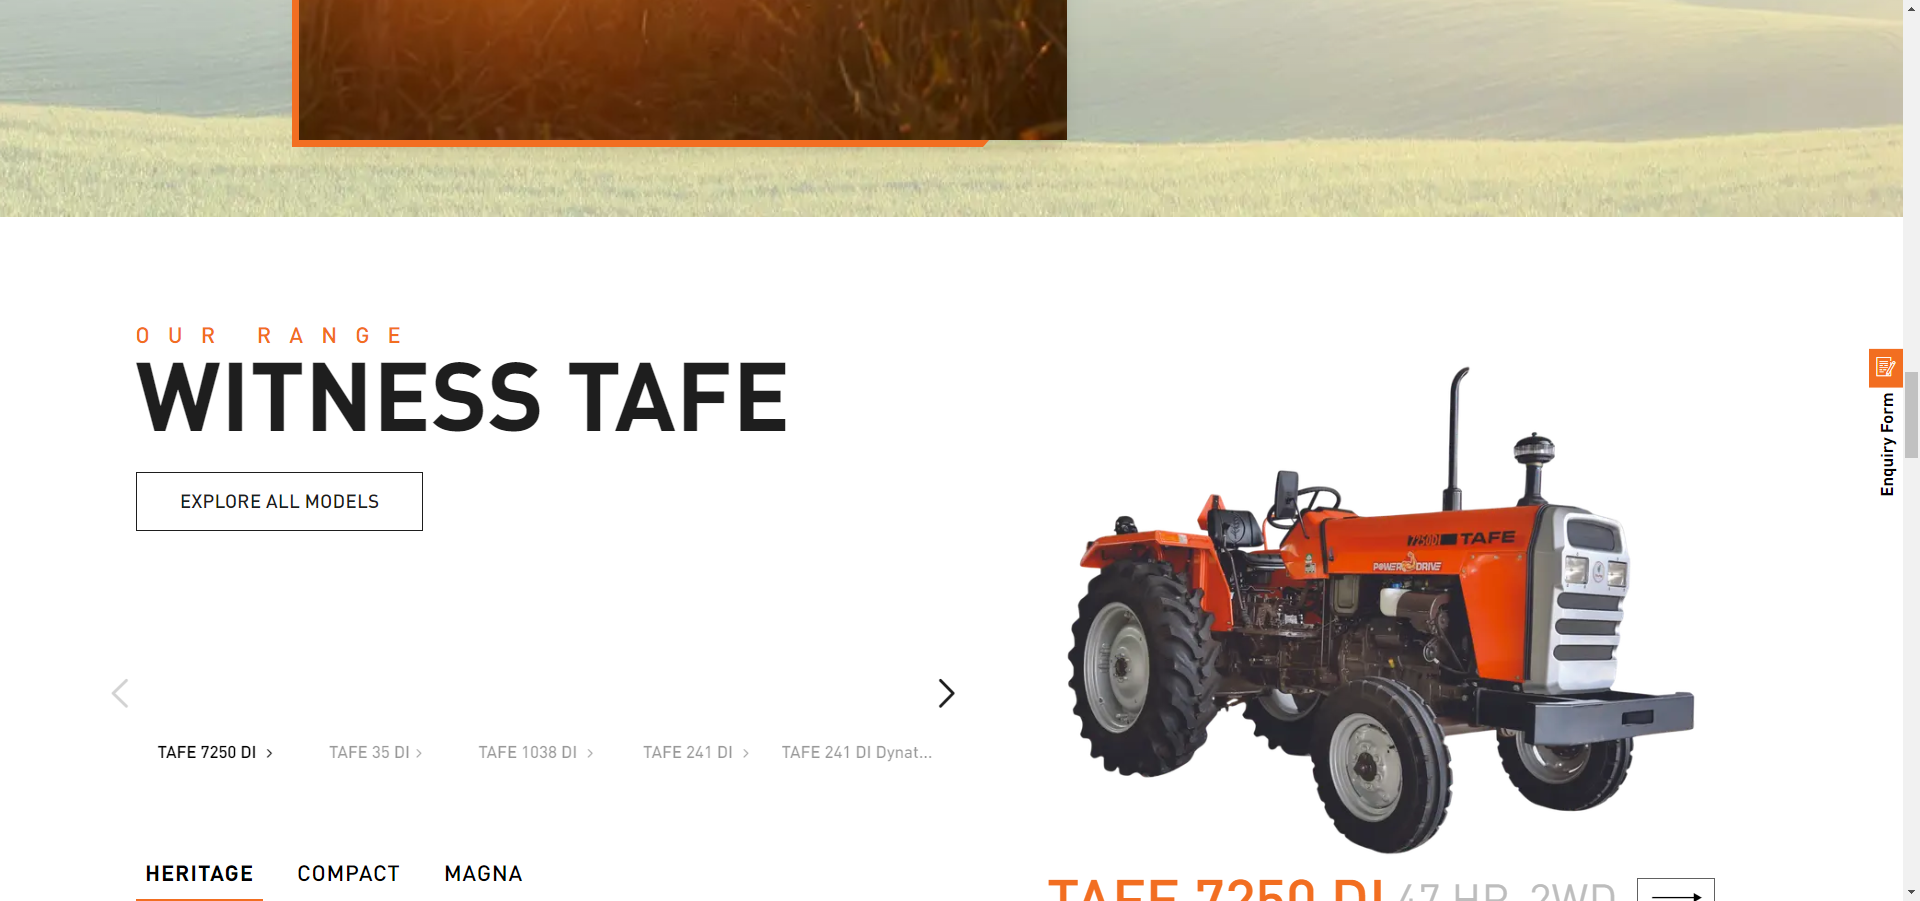 OUR RANGE
WITNESS TAFE
EXPLORE ALL MODELS
Enquiry Form
7250DI TAFE
POWER DRIVE
TAFE 7250 DI
TAFE 35 DI
TAFE 1038 DI
TAFE 241 DI
TAFE 241 DI Dynat...
HERITAGE
COMPACT
MAGNA
TAFE 7250 DI 47 HP, 2WD